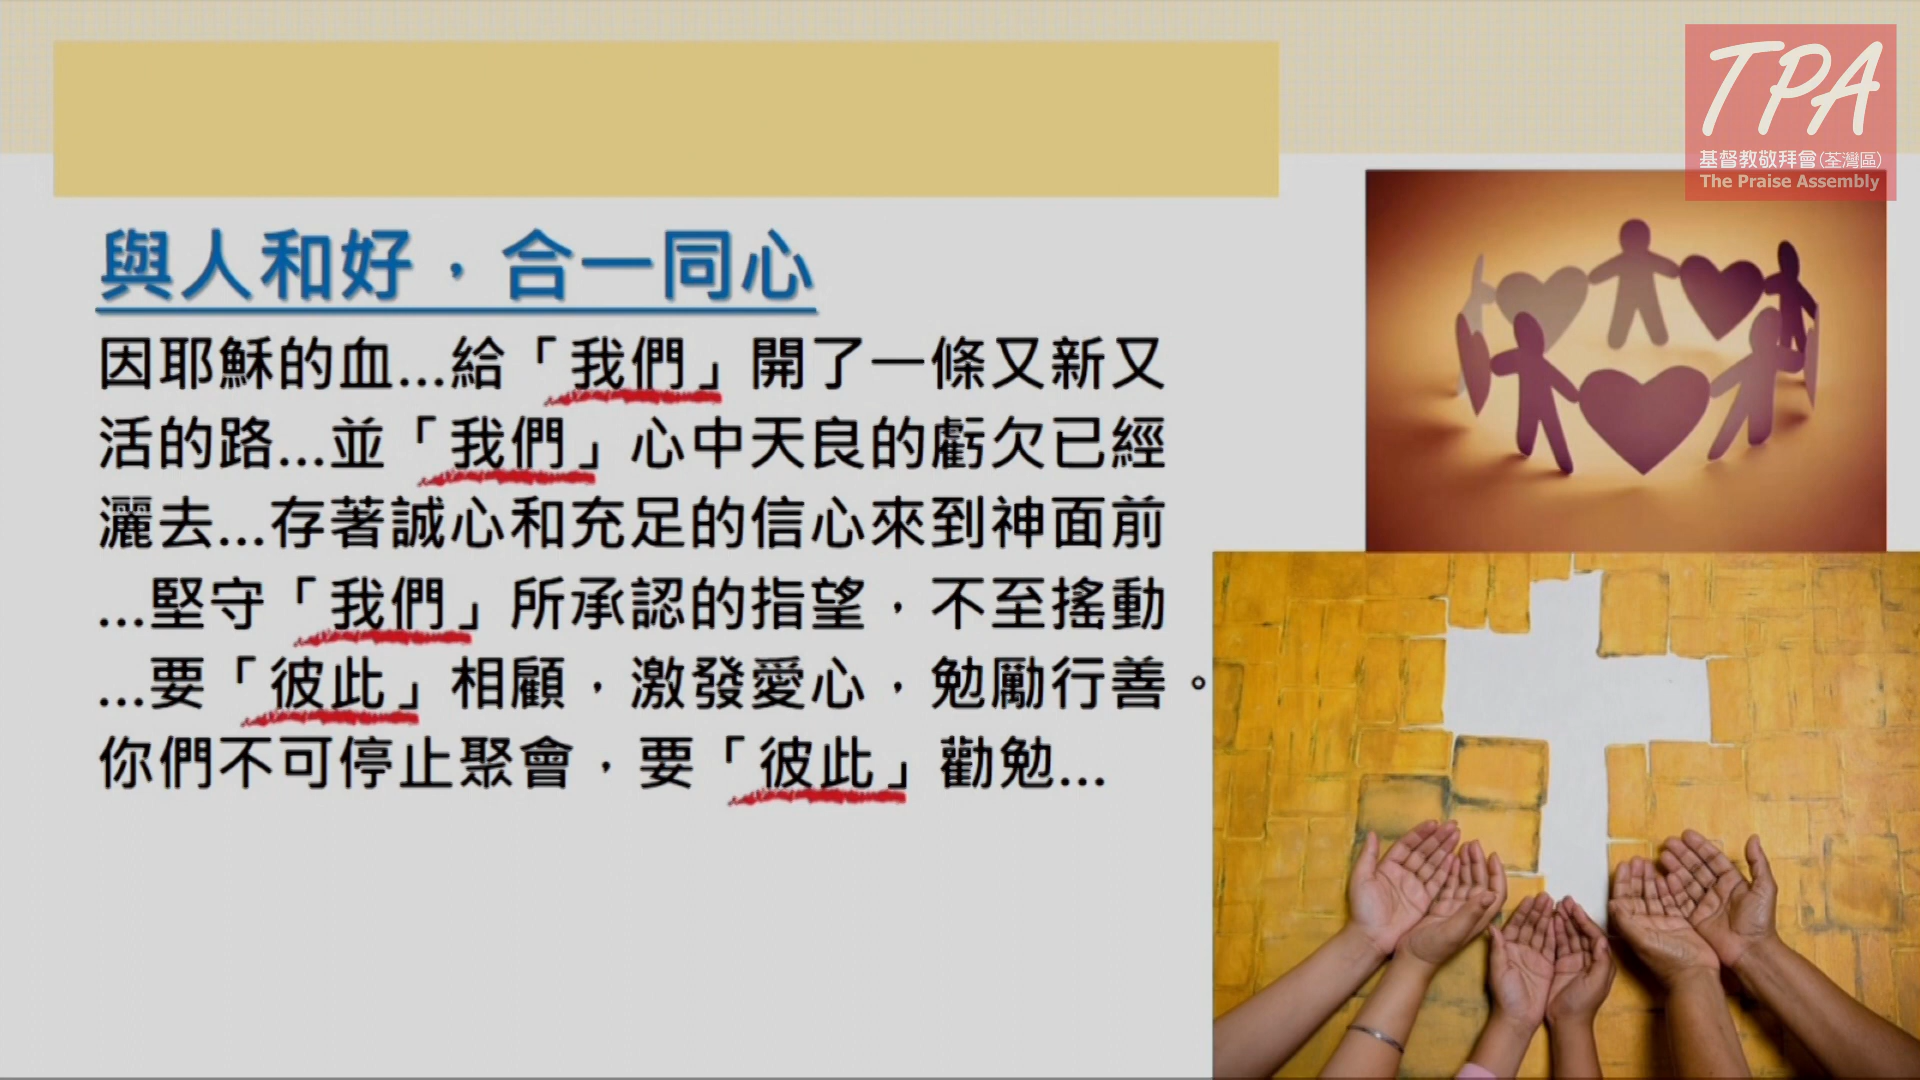 TPA
基督教敬拜會(荃灣區)
The Praise Assembly
與人和好，合一同心
因耶穌的血...給「我們」開了一條又新又
活的路...並「我們」心中天良的虧欠已經
灑去...存著誠心和充足的信心來到神面前
...堅守「我們」所承認的指望，不至搖動
...要「彼此」相顧，激發愛心，勉勵行善。
你們不可停止聚會，要「彼此」勸勉...